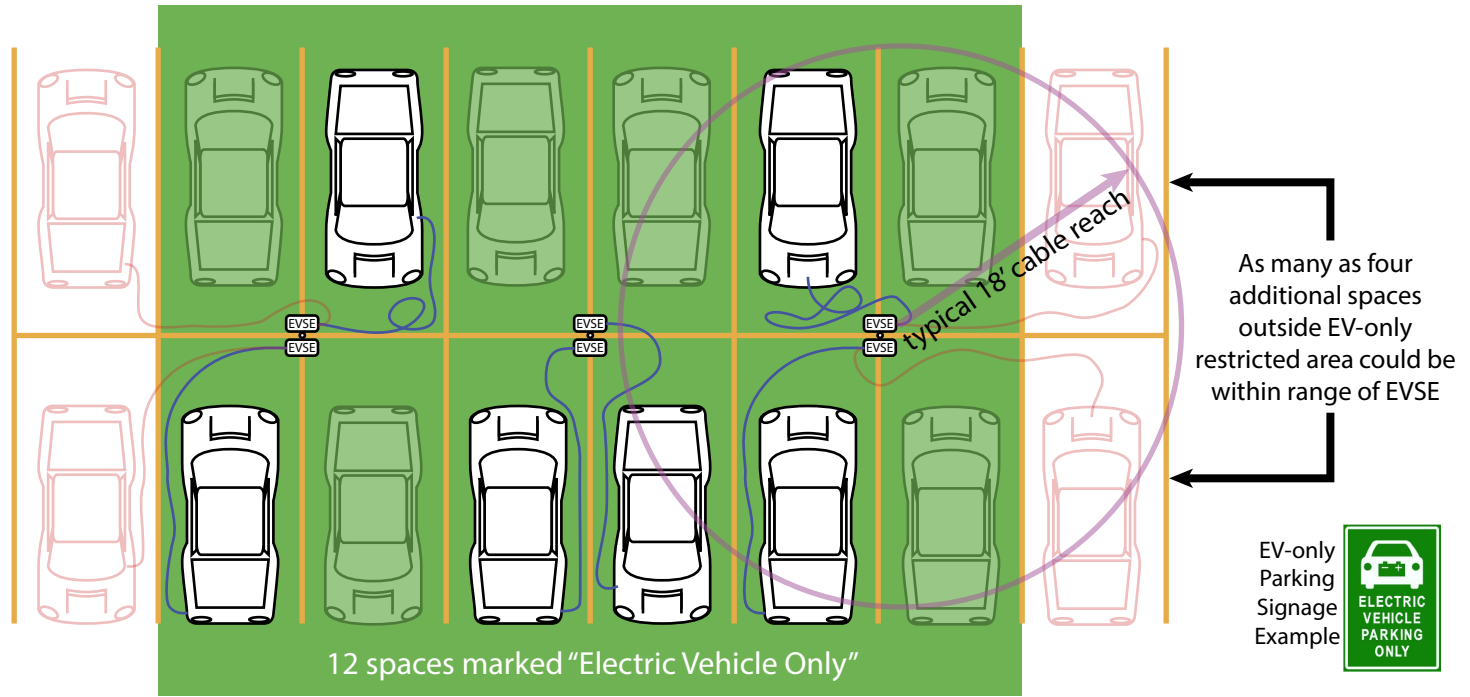 EVSE
EVSE
EVSE
EVSE
EVSE
EVSE
typical 18’ cable reach
As many as four
additional spaces
outside EV-only
restricted area could be
within range of EVSE
EV-only
Parking
Signage
Example
ELECTRIC
VEHICLE
PARKING
ONLY
12 spaces marked “Electric Vehicle Only”